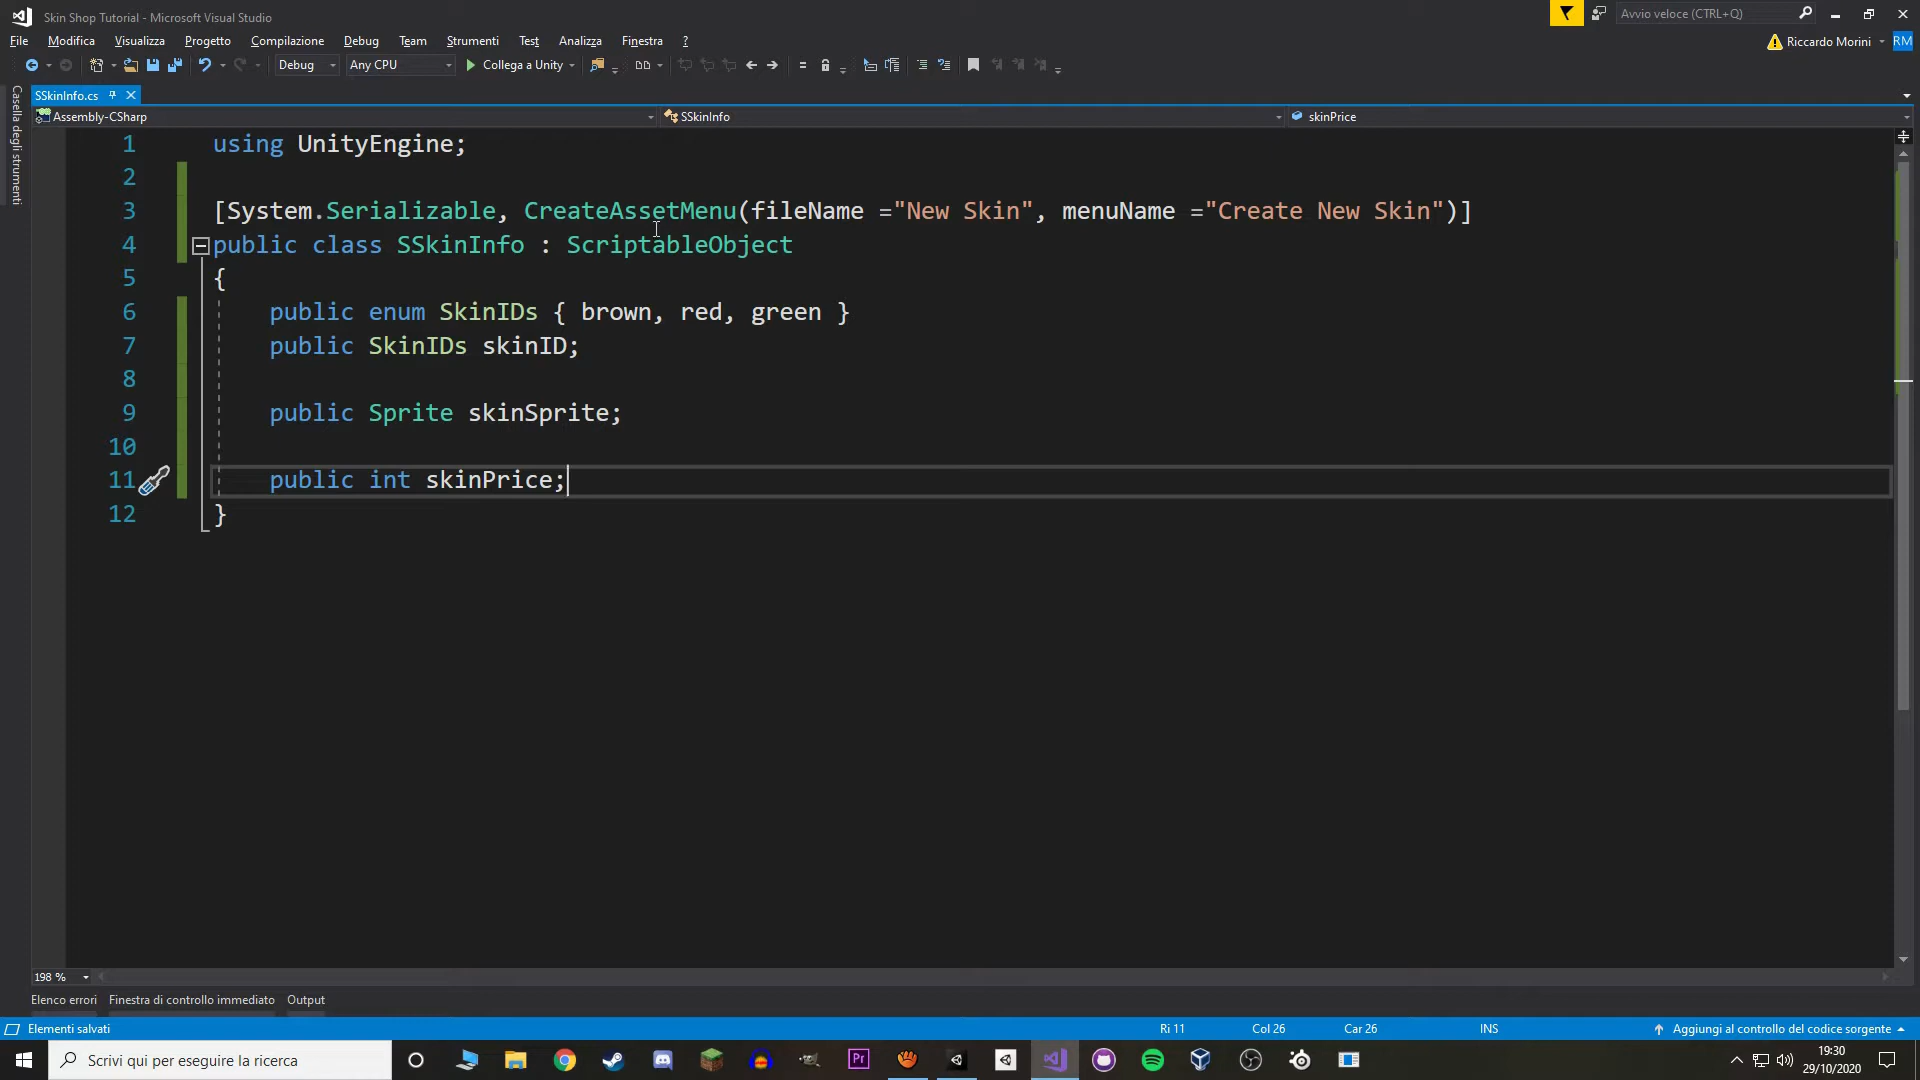 Skin Shop Tutorial - Microsoft Visual Studio
Avvio veloce (CTRL+Q)
File Modifica Visualizza Progetto Compilazione Debug Team Strumenti Test Analizza Finestra ?
Riccardo Morini RM
Debug Any CPU Collega a Unity
Casella degli strumenti
SSkinInfo.cs
Assembly-CSharp SSkinInfo skinPrice
1 using UnityEngine;
2
3 [System.Serializable, CreateAssetMenu(fileName ="New Skin", menuName ="Create New Skin")]
4 public class SSkinInfo : ScriptableObject
5 {
6 public enum SkinIDs { brown, red, green }
7 public SkinIDs skinID;
8
9 public Sprite skinSprite;
10
11 public int skinPrice;
12 }
198 %
Elenco errori Finestra di controllo immediato Output
Elementi salvati Ri 11 Col 26 Car 26 INS Aggiungi al controllo del codice sorgente
Scrivi qui per eseguire la ricerca
Pr
19:30
29/10/2020